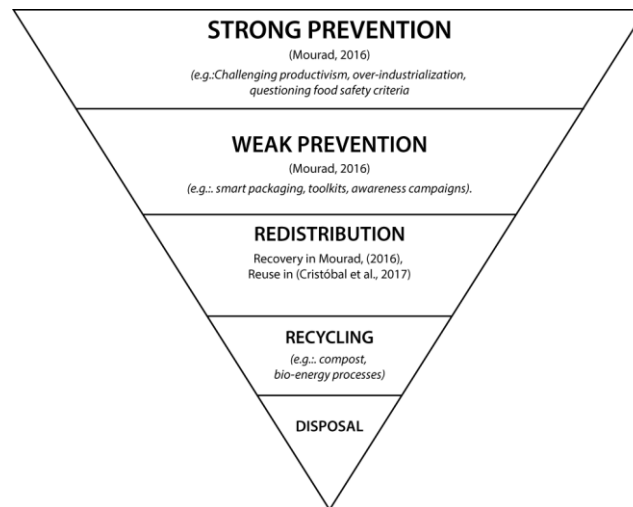 STRONG PREVENTION
(Mourad, 2016)
(e.g.:Challenging productivism, over-industrialization,
questioning food safety criteria
WEAK PREVENTION
(Mourad, 2016)
(e.g.:. smart packaging, toolkits, awareness campaigns).
REDISTRIBUTION
Recovery in Mourad, (2016),
Reuse in (Cristóbal et al., 2017)
RECYCLING
(e.g.:. compost,
bio-energy processes)
DISPOSAL